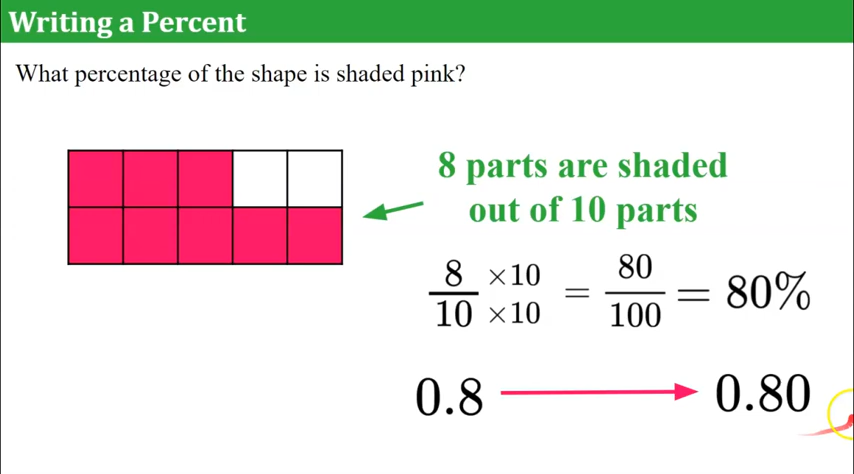 Writing a Percent
What percentage of the shape is shaded pink?
8 parts are shaded
out of 10 parts
8/10 ×10/×10 = 80/100 = 80%
0.8 → 0.80